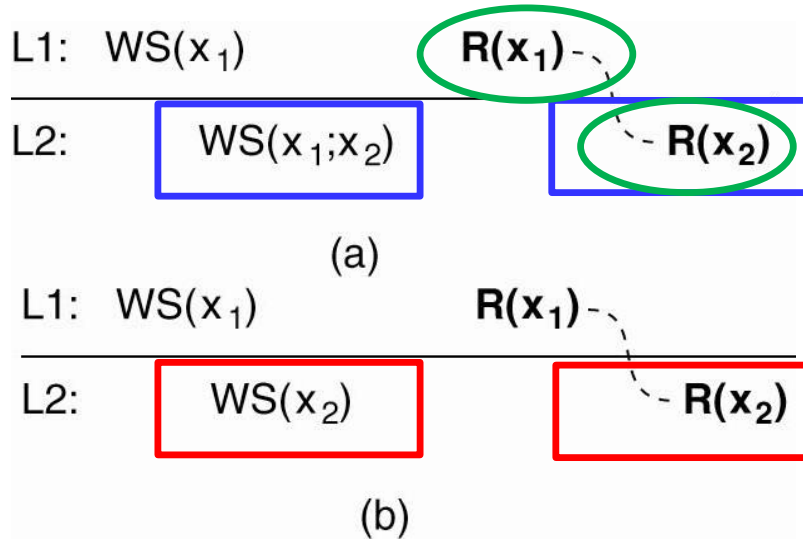 L1: WS(x₁) R(x₁)
L2: WS(x₁;x₂) R(x₂)
(a)
L1: WS(x₁) R(x₁)
L2: WS(x₂) R(x₂)
(b)